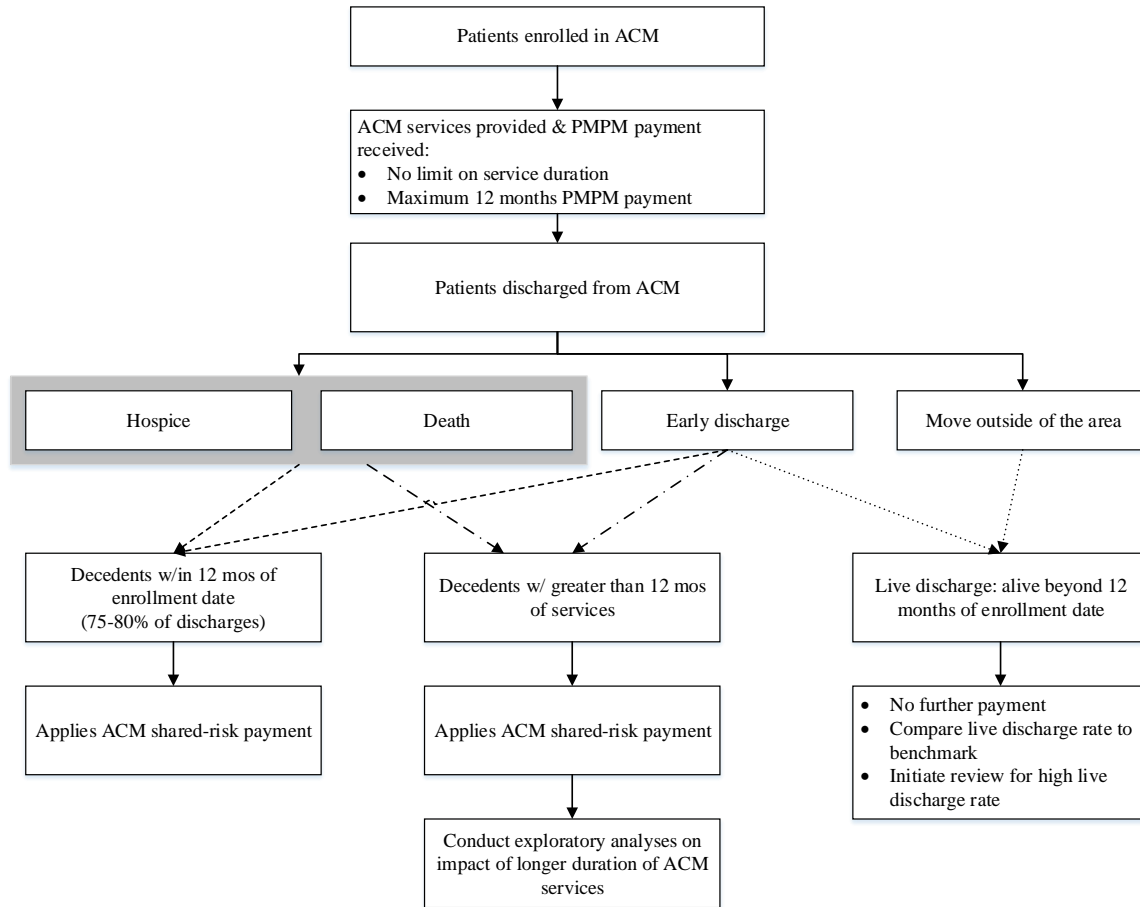 Patients enrolled in ACM
ACM services provided & PMPM payment
received:
• No limit on service duration
• Maximum 12 months PMPM payment
Patients discharged from ACM
Hospice
Death
Early discharge
Move outside of the area
Decedents w/in 12 mos of
enrollment date
(75-80% of discharges)
Decedents w/ greater than 12 mos
of services
Live discharge: alive beyond 12
months of enrollment date
Applies ACM shared-risk payment
Applies ACM shared-risk payment
• No further payment
• Compare live discharge rate to
benchmark
• Initiate review for high live
discharge rate
Conduct exploratory analyses on
impact of longer duration of ACM
services